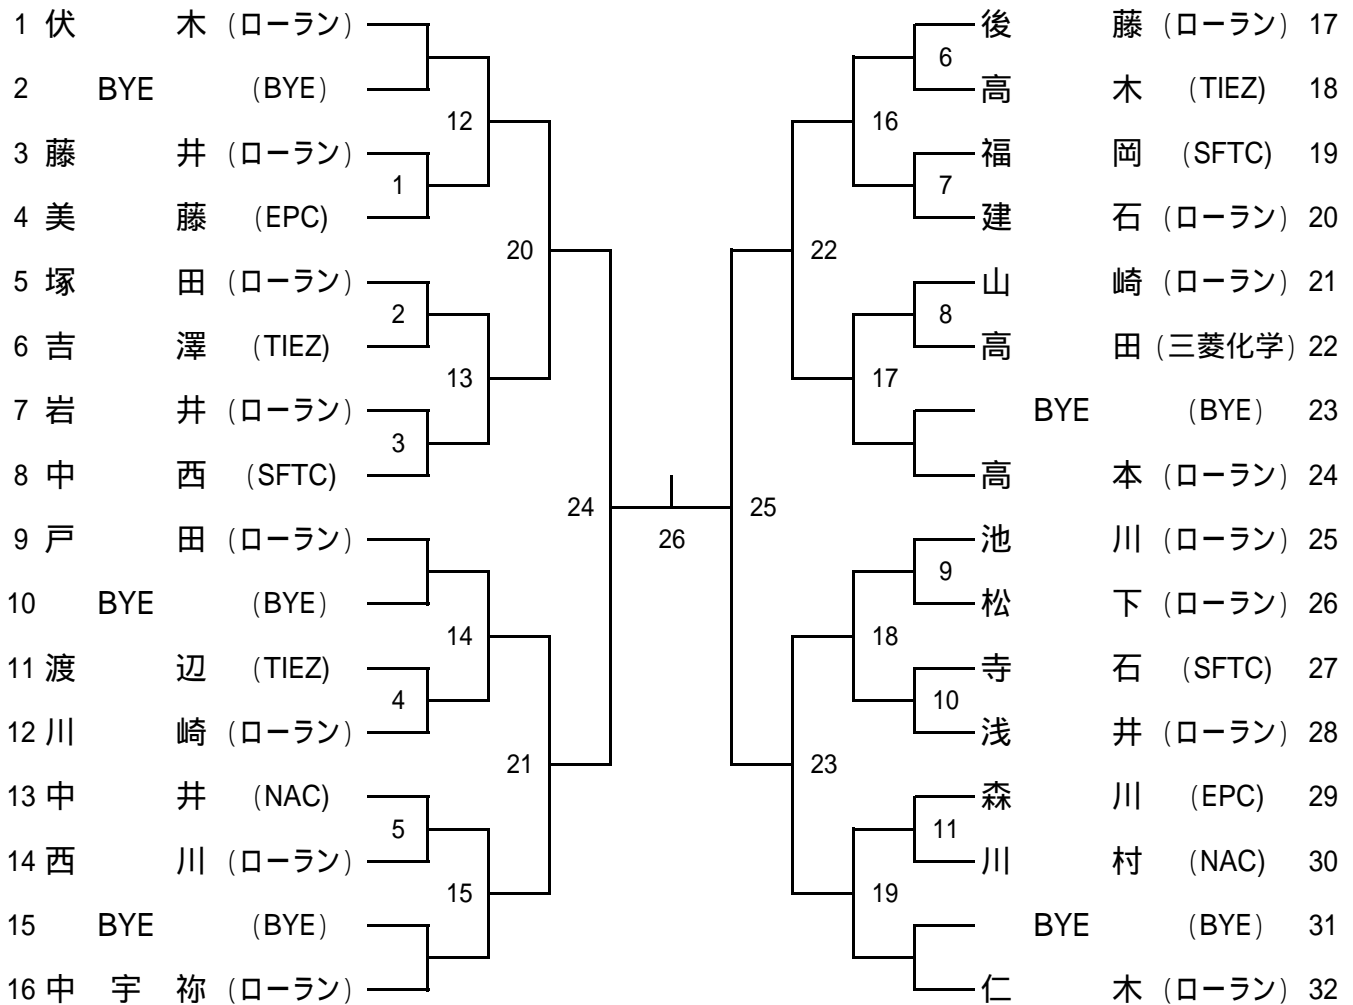 1 伏 木 (ローラン)
2 BYE (BYE)
12
3 藤 井 (ローラン)
1
4 美 藤 (EPC)
20
5 塚 田 (ローラン)
2
6 吉 澤 (TIEZ)
13
7 岩 井 (ローラン)
3
8 中 西 (SFTC)
24
9 戸 田 (ローラン)
10 BYE (BYE)
14
11 渡 辺 (TIEZ)
4
12 川 崎 (ローラン)
21
13 中 井 (NAC)
5
14 西 川 (ローラン)
15
15 BYE (BYE)
16 中 宇 祢 (ローラン)
26
後 藤 (ローラン) 17
6
高 木 (TIEZ) 18
16
福 岡 (SFTC) 19
7
建 石 (ローラン) 20
22
山 崎 (ローラン) 21
8
高 田 (三菱化学) 22
17
BYE (BYE) 23
高 本 (ローラン) 24
25
池 川 (ローラン) 25
9
松 下 (ローラン) 26
18
寺 石 (SFTC) 27
10
浅 井 (ローラン) 28
23
森 川 (EPC) 29
11
川 村 (NAC) 30
19
BYE (BYE) 31
仁 木 (ローラン) 32